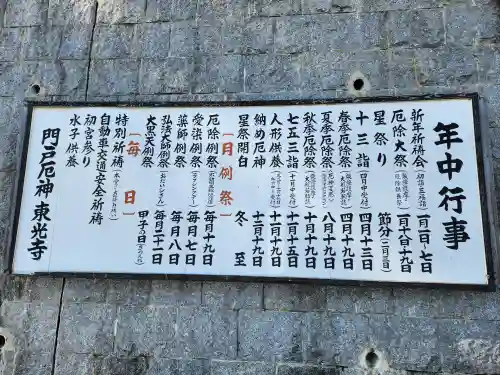 年中行事
新年祈祷会 一月一日〜七日
厄除大祭 一月十八日・十九日
星祭り 節分(二月三日)
十三詣 四月十三日
春季厄除祭 四月十九日
夏季厄除祭 七月十九日
秋季厄除祭 十月十九日
七五三詣 十一月十五日
人形供養 十一月十九日
納め厄神 十二月十九日
星祭開白 冬至
〔日例祭〕
厄除例祭 毎月十九日
愛染例祭 毎月七日
薬師例祭 毎月八日
弘法大師例祭 毎月二十一日
大黒天例祭 甲子の日
〔毎日〕
特別祈祷
自動車交通安全祈祷
初宮参り
水子供養
門戸厄神 東光寺